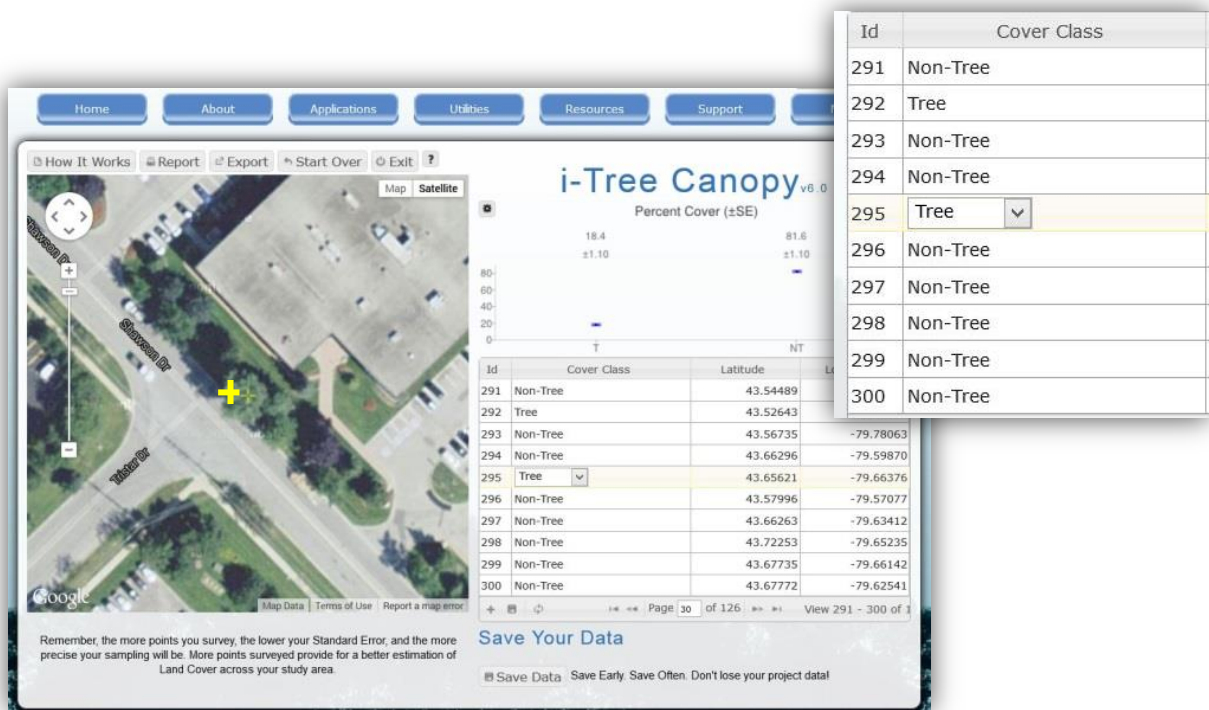 Home About Applications Utilities Resources Support
How It Works Report Export Start Over Exit ?
Map Satellite
Shawson Dr
Shawson Dr
Tristar Dr
Google
Map Data Terms of Use Report a map error
Remember, the more points you survey, the lower your Standard Error, and the more
precise your sampling will be. More points surveyed provide for a better estimation of
Land Cover across your study area.
i-Tree Canopy v6.0
Percent Cover (±SE)
18.4 81.6
±1.10 ±1.10
80
60
40
20
0
T NT
Id Cover Class Latitude
291 Non-Tree 43.54489
292 Tree 43.52643
293 Non-Tree 43.56735 -79.78063
294 Non-Tree 43.66296 -79.59870
295 Tree 43.65621 -79.66376
296 Non-Tree 43.57996 -79.57077
297 Non-Tree 43.66263 -79.63412
298 Non-Tree 43.72253 -79.65235
299 Non-Tree 43.67735 -79.66142
300 Non-Tree 43.67772 -79.62541
Page 30 of 126 View 291 - 300 of
Save Your Data
Save Data Save Early. Save Often. Don't lose your project data!
Id Cover Class
291 Non-Tree
292 Tree
293 Non-Tree
294 Non-Tree
295 Tree
296 Non-Tree
297 Non-Tree
298 Non-Tree
299 Non-Tree
300 Non-Tree